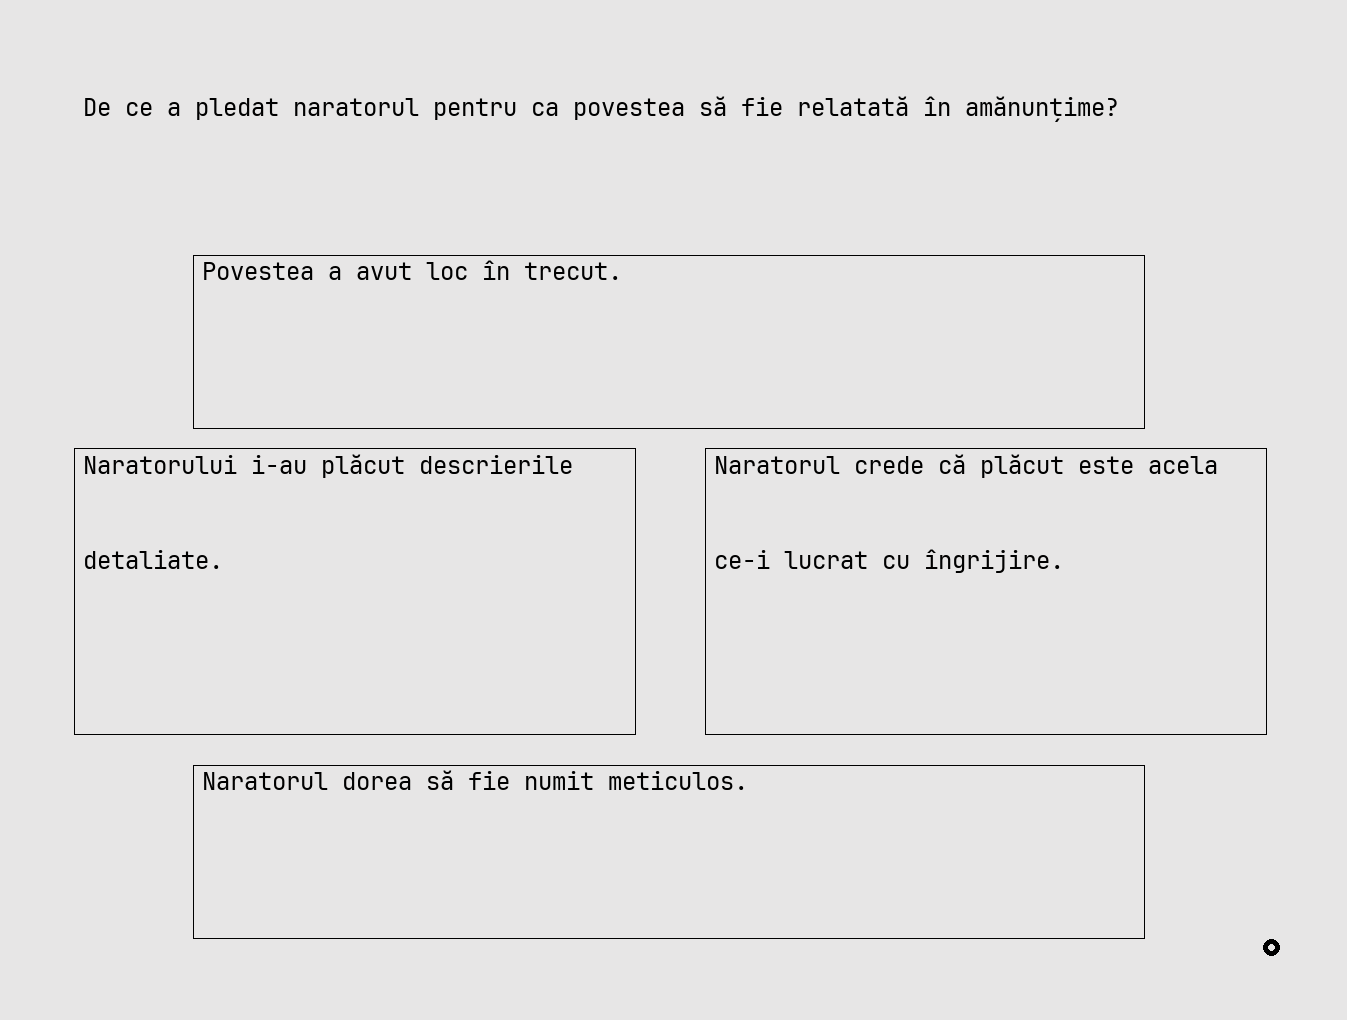 De ce a pledat naratorul pentru ca povestea să fie relatată în amănunțime?
Povestea a avut loc în trecut.
Naratorului i-au plăcut descrierile
detaliate.
Naratorul crede că plăcut este acela
ce-i lucrat cu îngrijire.
Naratorul dorea să fie numit meticulos.